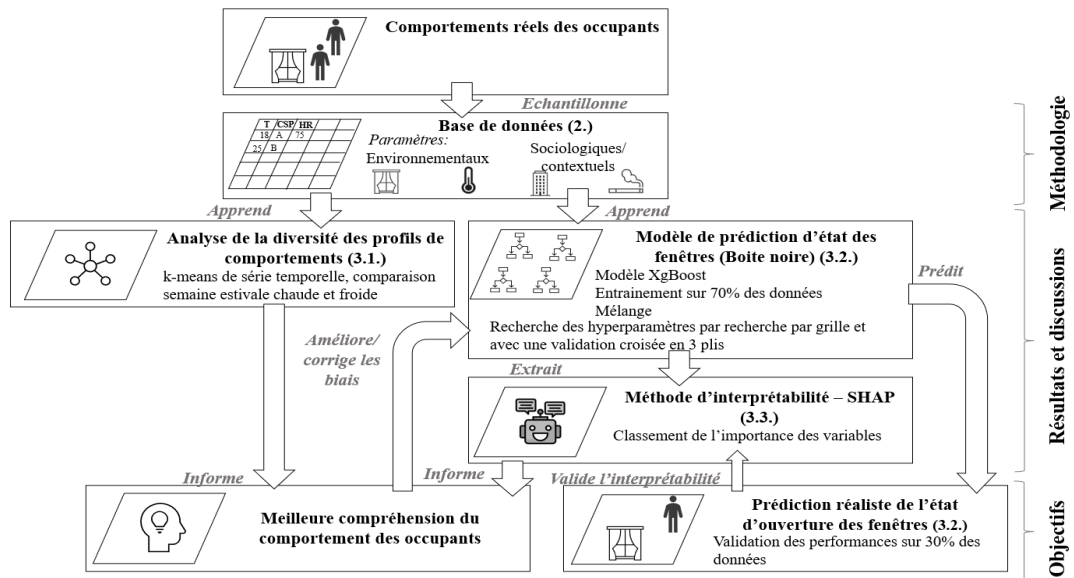 Comportements réels des occupants
Echantillonne
Base de données (2.)
T CSP HR
18 A 75
25 B
Paramètres:
Environnementaux
Sociologiques/
contextuels
Méthodologie
Apprend
Apprend
Analyse de la diversité des profils de
comportements (3.1.)
k-means de série temporelle, comparaison
semaine estivale chaude et froide
Modèle de prédiction d’état des
fenêtres (Boite noire) (3.2.)
Modèle XgBoost
Entrainement sur 70% des données
Mélange
Recherche des hyperparamètres par recherche par grille et
avec une validation croisée en 3 plis
Prédit
Améliore/
corrige les
biais
Extrait
Méthode d’interprétabilité – SHAP
(3.3.)
Classement de l’importance des variables
Résultats et discussions
Informe
Informe
Valide l’interprétabilité
Meilleure compréhension du
comportement des occupants
Prédiction réaliste de l’état
d’ouverture des fenêtres (3.2.)
Validation des performances sur 30% des
données
Objectifs